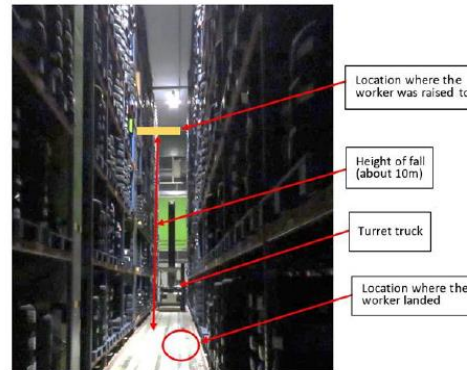 Location where the
worker was raised to
Height of fall
(about 10m)
Turret truck
Location where the
worker landed